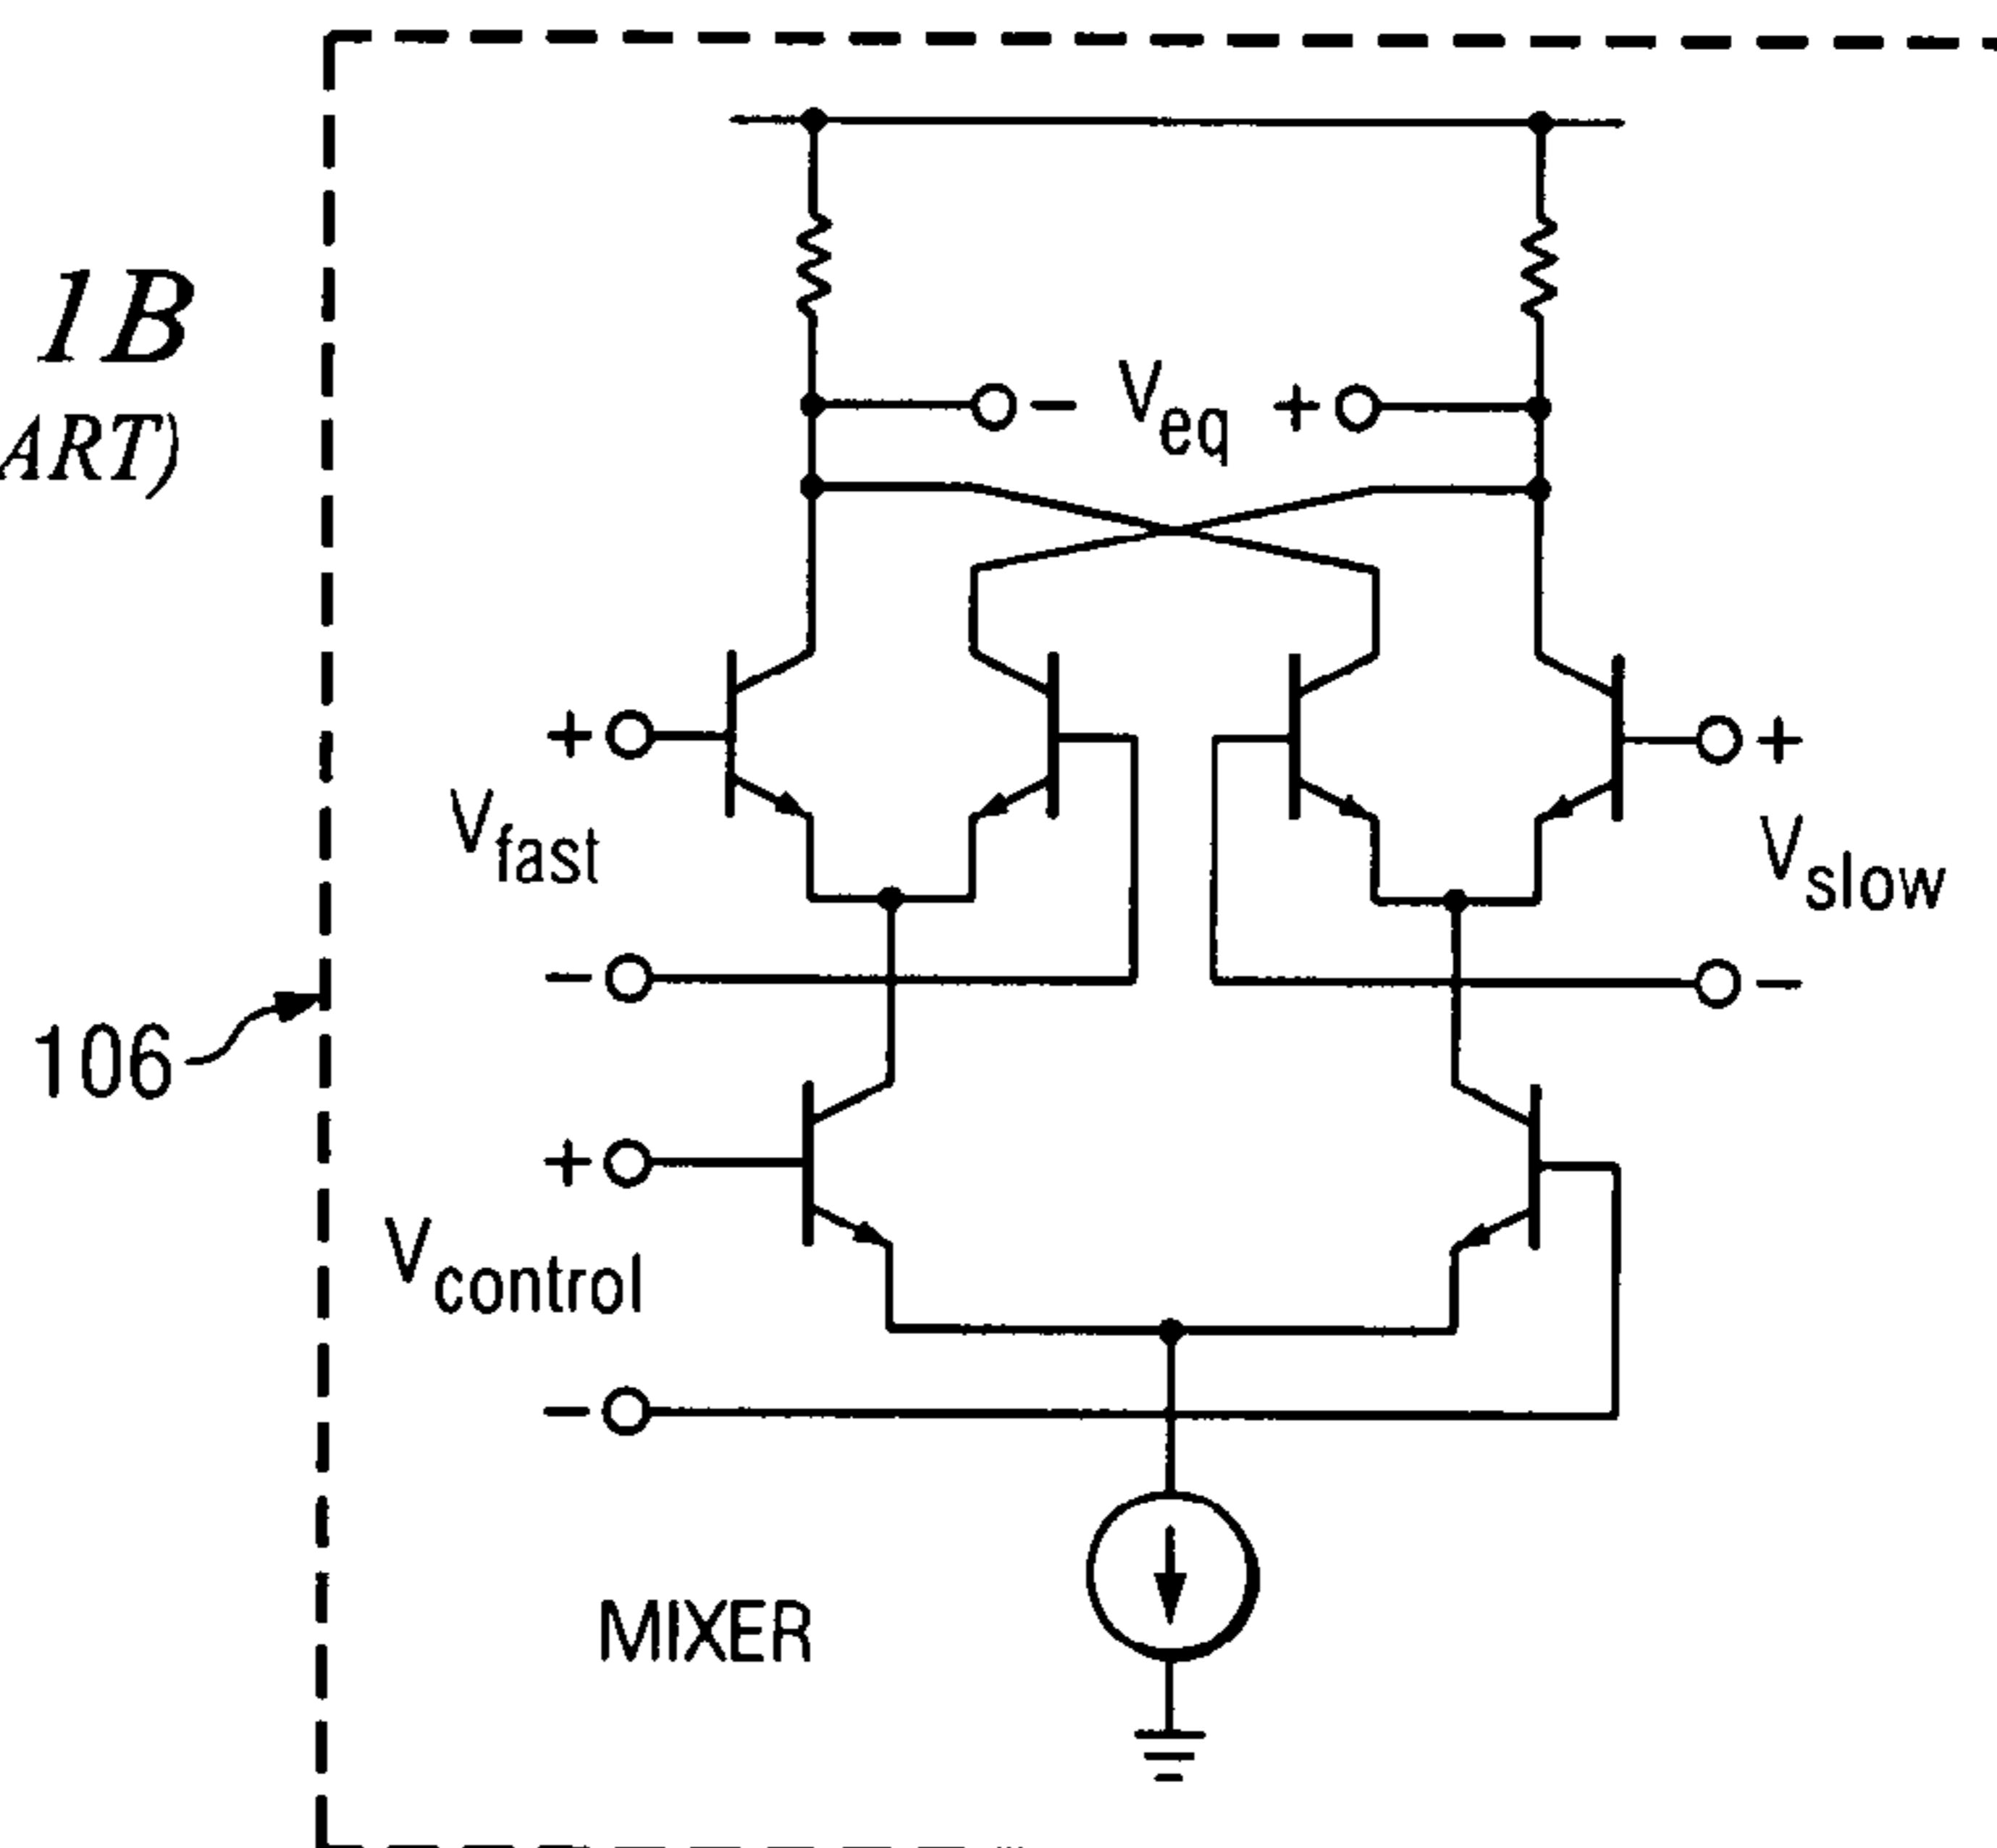 1B
ART)
- Veq +
+
+
Vfast
Vslow
-
-
106
+
Vcontrol
-
MIXER